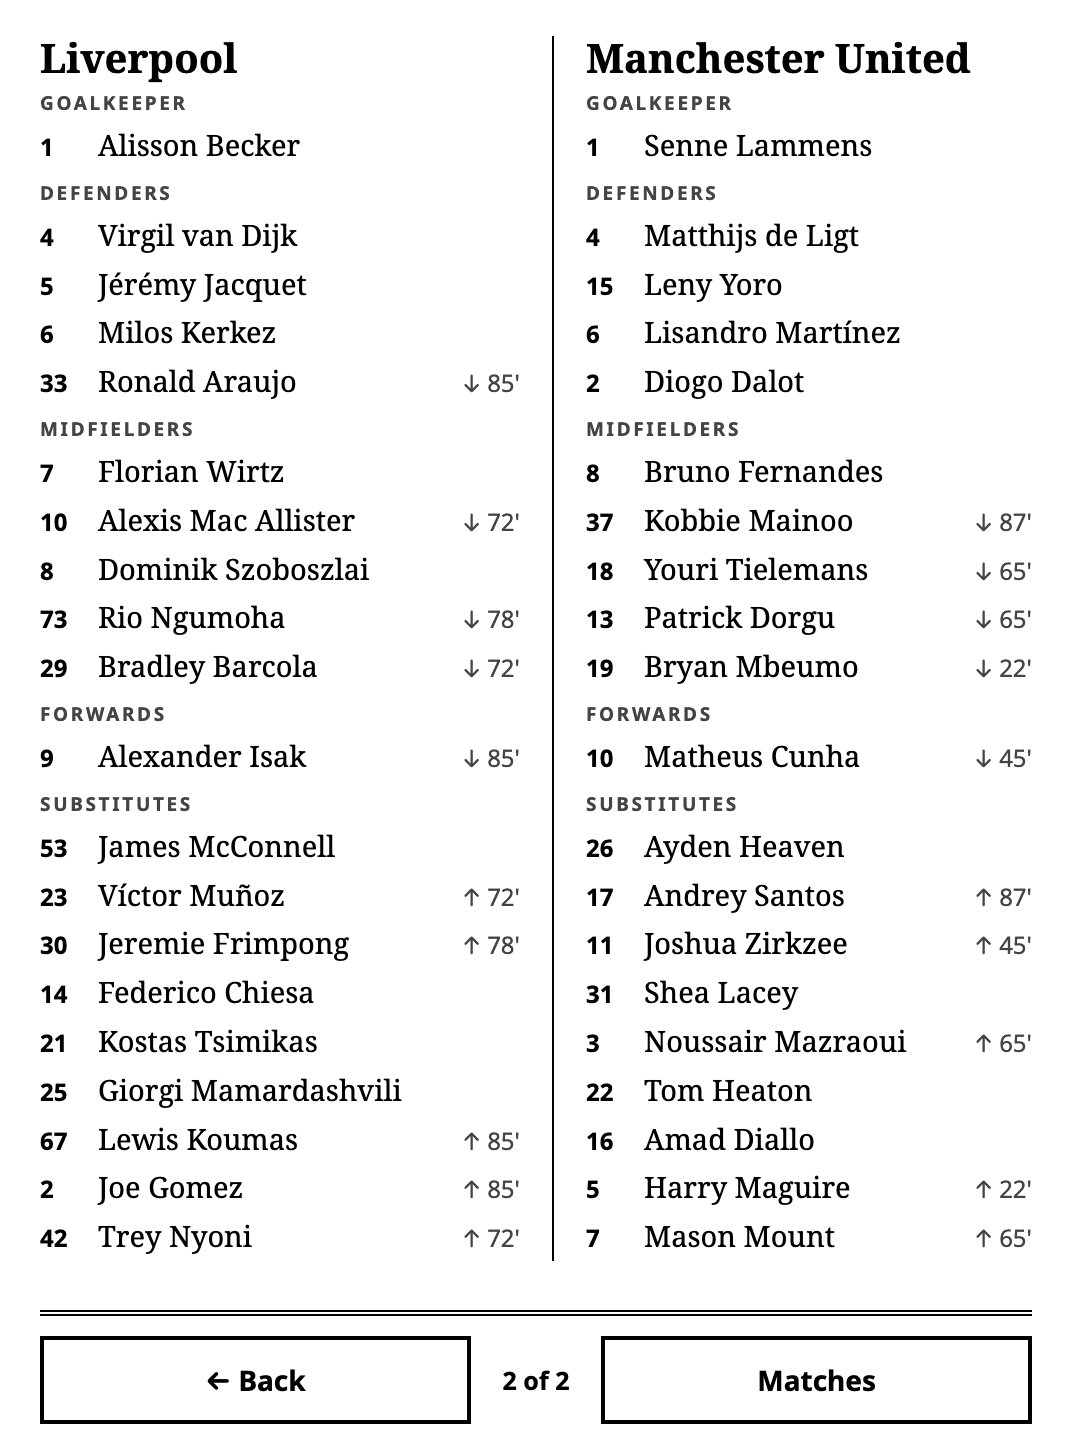 Liverpool
GOALKEEPER
1 Alisson Becker
DEFENDERS
4 Virgil van Dijk
5 Jérémy Jacquet
6 Milos Kerkez
33 Ronald Araujo ↓ 85'
MIDFIELDERS
7 Florian Wirtz
10 Alexis Mac Allister ↓ 72'
8 Dominik Szoboszlai
73 Rio Ngumoha ↓ 78'
29 Bradley Barcola ↓ 72'
FORWARDS
9 Alexander Isak ↓ 85'
SUBSTITUTES
53 James McConnell
23 Víctor Muñoz ↑ 72'
30 Jeremie Frimpong ↑ 78'
14 Federico Chiesa
21 Kostas Tsimikas
25 Giorgi Mamardashvili
67 Lewis Koumas ↑ 85'
2 Joe Gomez ↑ 85'
42 Trey Nyoni ↑ 72'
Manchester United
GOALKEEPER
1 Senne Lammens
DEFENDERS
4 Matthijs de Ligt
15 Leny Yoro
6 Lisandro Martínez
2 Diogo Dalot
MIDFIELDERS
8 Bruno Fernandes
37 Kobbie Mainoo ↓ 87'
18 Youri Tielemans ↓ 65'
13 Patrick Dorgu ↓ 65'
19 Bryan Mbeumo ↓ 22'
FORWARDS
10 Matheus Cunha ↓ 45'
SUBSTITUTES
26 Ayden Heaven
17 Andrey Santos ↑ 87'
11 Joshua Zirkzee ↑ 45'
31 Shea Lacey
3 Noussair Mazraoui ↑ 65'
22 Tom Heaton
16 Amad Diallo
5 Harry Maguire ↑ 22'
7 Mason Mount ↑ 65'
← Back
2 of 2
Matches